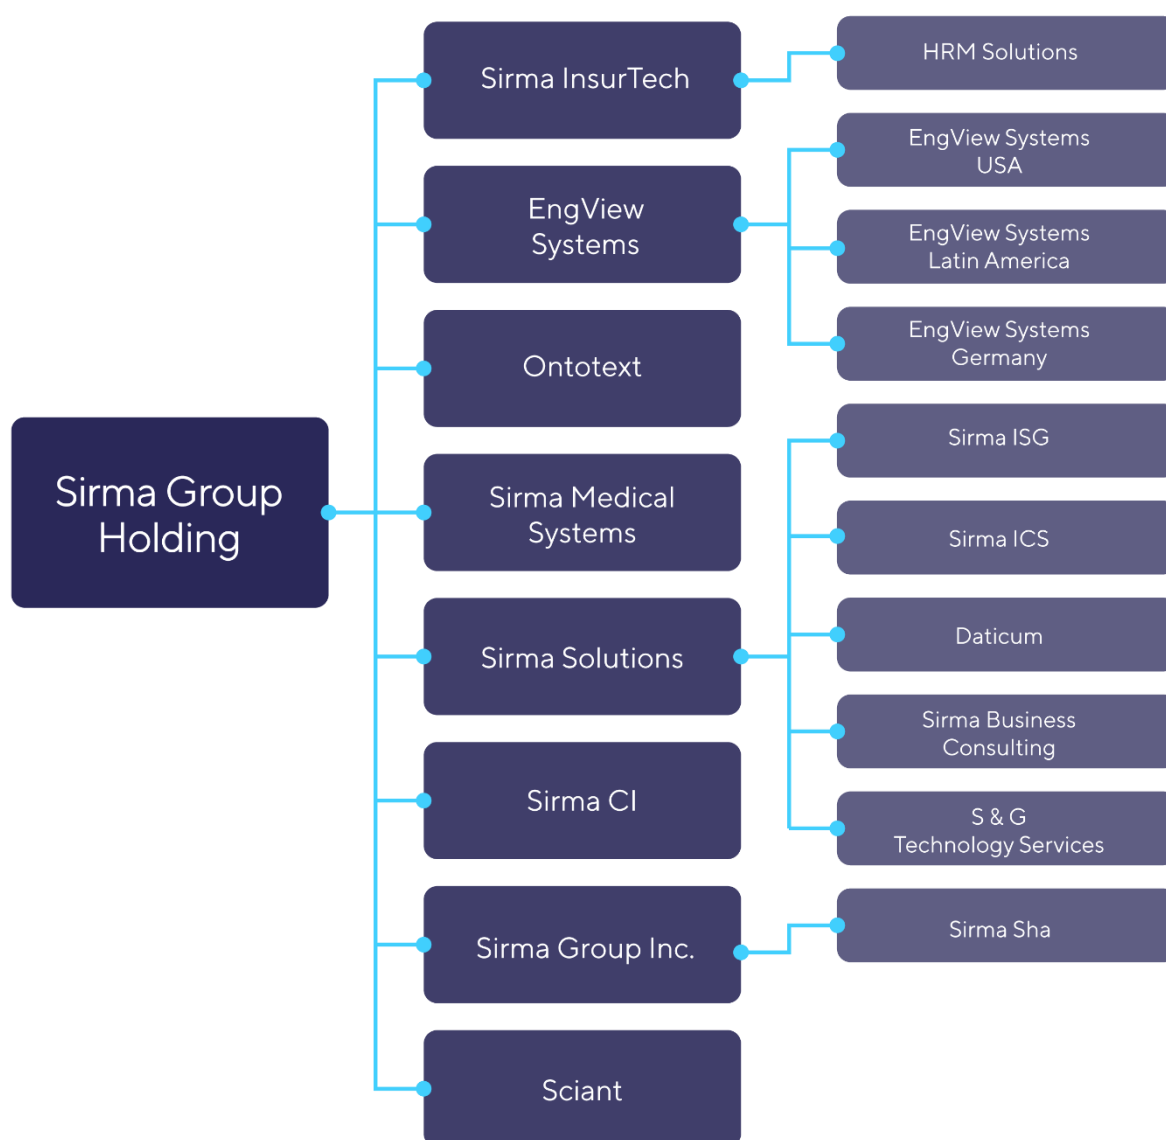 Sirma Group
Holding
Sirma InsurTech
HRM Solutions
EngView
Systems
EngView Systems
USA
EngView Systems
Latin America
EngView Systems
Germany
Ontotext
Sirma Medical
Systems
Sirma Solutions
Sirma ISG
Sirma ICS
Daticum
Sirma Business
Consulting
S & G
Technology Services
Sirma CI
Sirma Group Inc.
Sirma Sha
Sciant